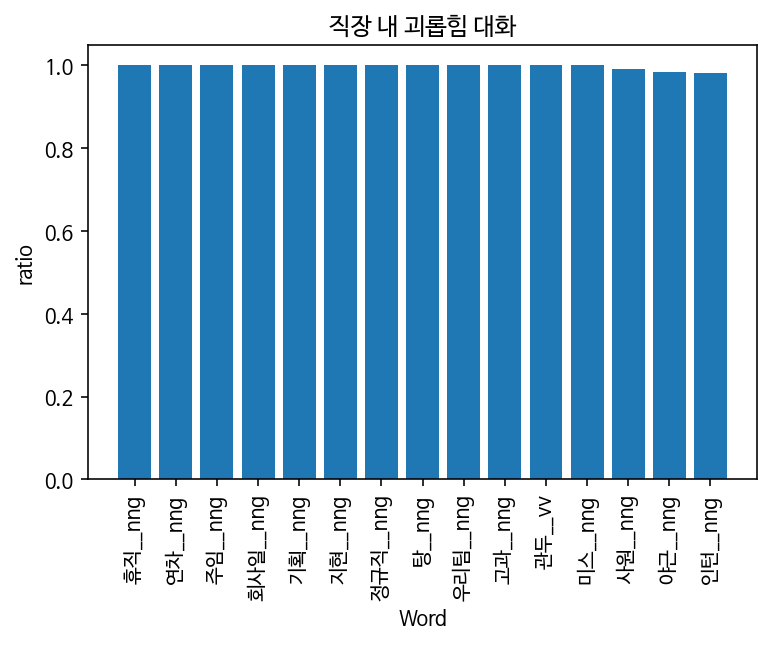 직장 내 괴롭힘 대화
1.0
0.8
0.6
0.4
0.2
0.0
ratio
휴직__nng
연차__nng
주임__nng
회사일__nng
기획__nng
지현__nng
정규직__nng
탕__nng
우리팀__nng
고과__nng
관두__vv
미스__nng
사원__nng
야근__nng
인턴__nng
Word